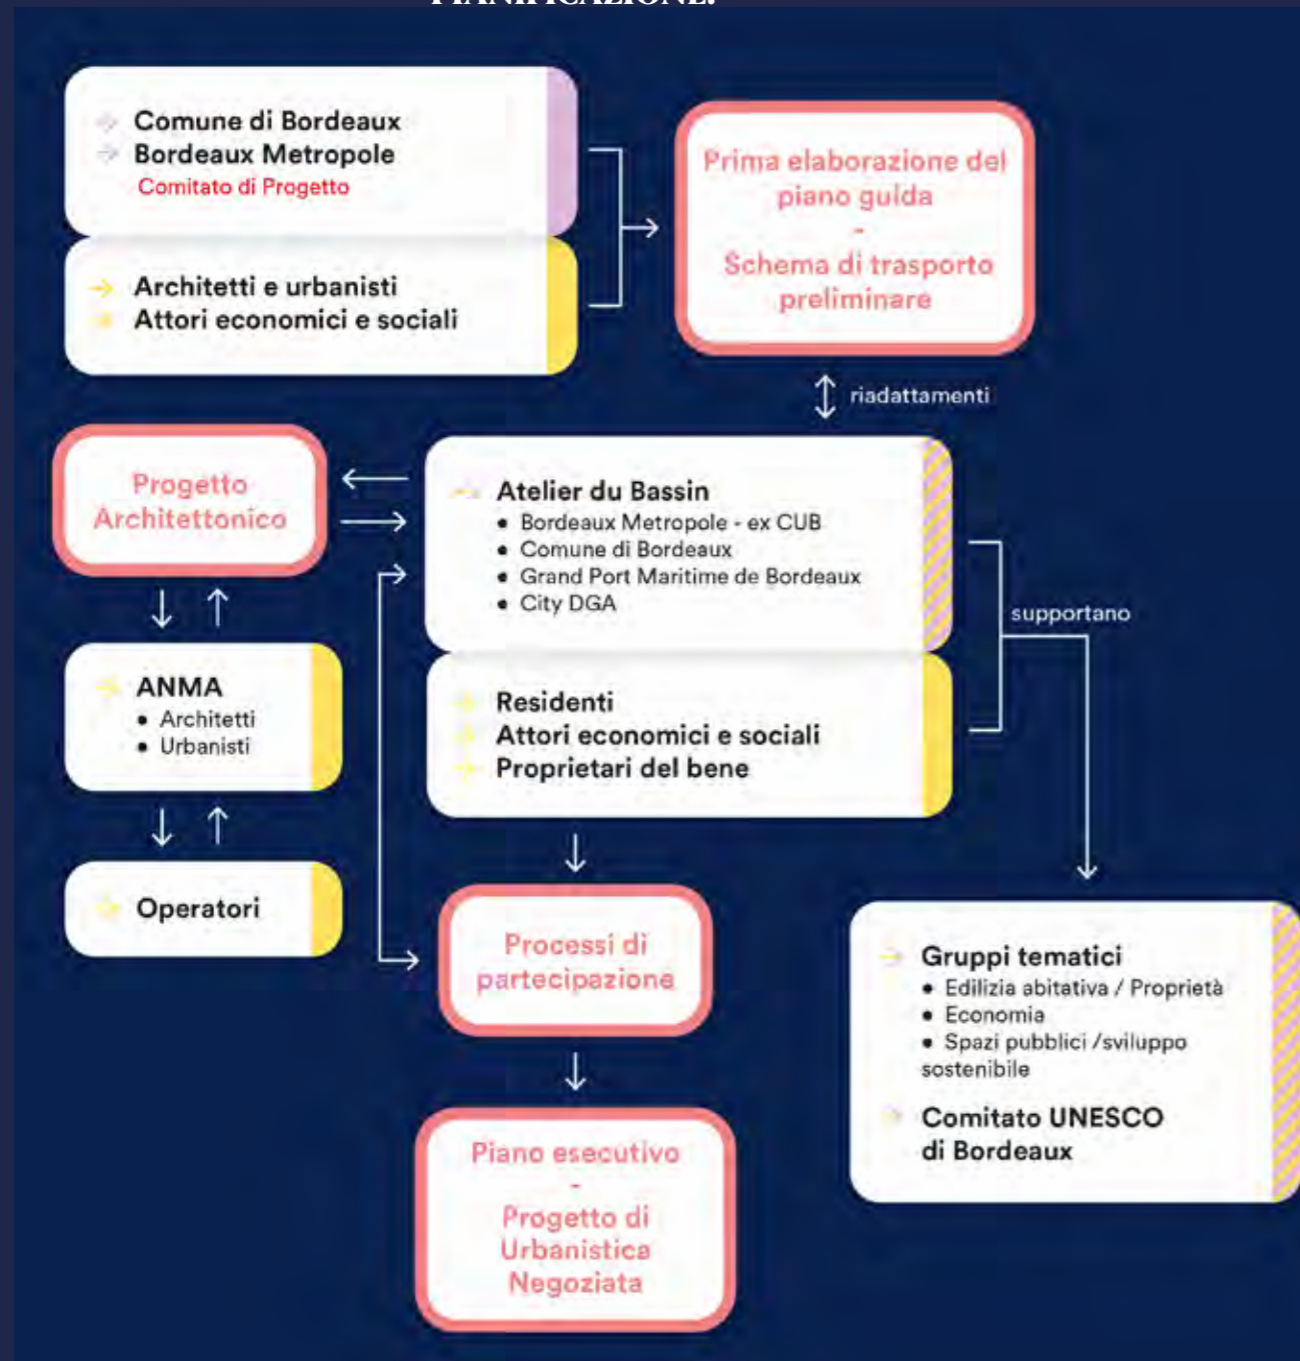 PIANIFICAZIONE.
Comune di Bordeaux
Bordeaux Metropole
Comitato di Progetto
Architetti e urbanisti
Attori economici e sociali
Prima elaborazione del
piano guida
-
Schema di trasporto
preliminare
riadattamenti
Progetto
Architettonico
Atelier du Bassin
• Bordeaux Metropole - ex CUB
• Comune di Bordeaux
• Grand Port Maritime de Bordeaux
• City DGA
supportano
ANMA
• Architetti
• Urbanisti
Residenti
Attori economici e sociali
Proprietari del bene
Operatori
Processi di
partecipazione
Gruppi tematici
• Edilizia abitativa / Proprietà
• Economia
• Spazi pubblici /sviluppo
sostenibile
Comitato UNESCO
di Bordeaux
Piano esecutivo
-
Progetto di
Urbanistica
Negoziata